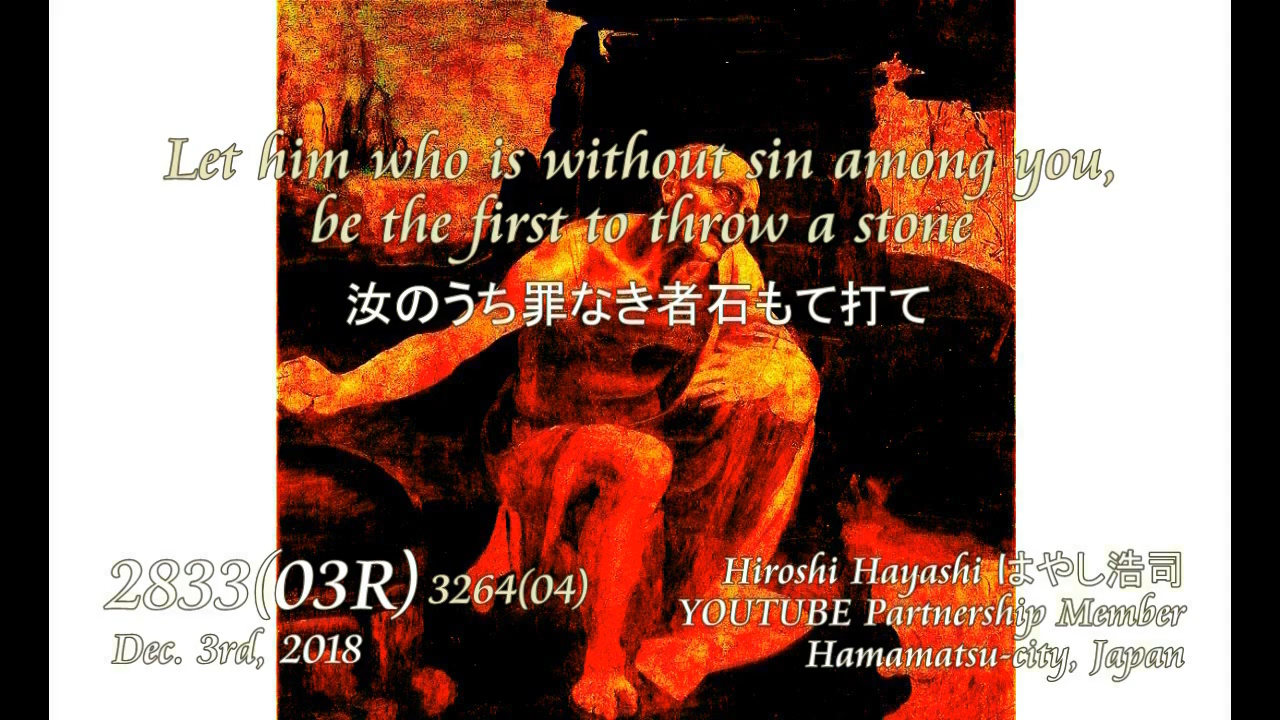 Let him who is without sin among you,
be the first to throw a stone
汝のうち罪なき者石もて打て
2833(03R) 3264(04)
Dec. 3rd, 2018
Hiroshi Hayashi はやし浩司
YOUTUBE Partnership Member
Hamamatsu-city, Japan